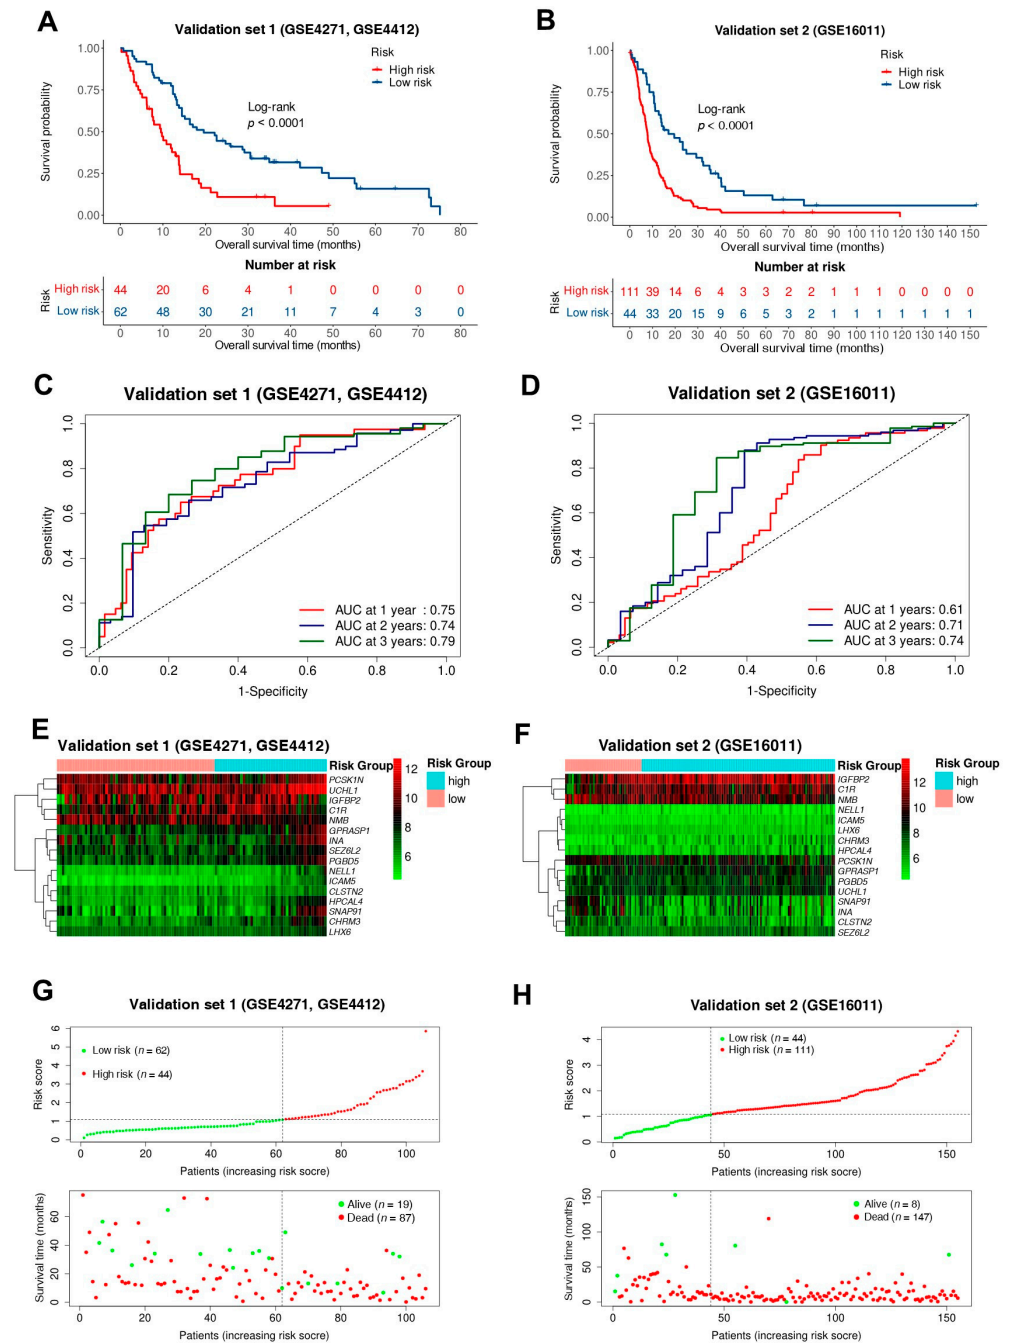 A
Validation set 1 (GSE4271, GSE4412)
Survival probability
1.00
0.75
0.50
0.25
0.00
Risk
High risk
Low risk
Log-rank
p < 0.0001
0 10 20 30 40 50 60 70 80
Overall survival time (months)
Number at risk
Risk
High risk 44 20 6 4 1 0 0 0 0
Low risk 62 48 30 21 11 7 4 3 0
0 10 20 30 40 50 60 70 80
Overall survival time (months)
B
Validation set 2 (GSE16011)
Survival probability
1.00
0.75
0.50
0.25
0.00
Risk
High risk
Low risk
Log-rank
p < 0.0001
0 10 20 30 40 50 60 70 80 90 100 110 120 130 140 150
Overall survival time (months)
Number at risk
Risk
High risk 111 39 14 6 4 3 3 2 2 1 1 1 0 0 0 0
Low risk 44 33 20 15 9 6 5 3 2 1 1 1 1 1 1 1
0 10 20 30 40 50 60 70 80 90 100 110 120 130 140 150
Overall survival time (months)
C
Validation set 1 (GSE4271, GSE4412)
Sensitivity
1.0
0.8
0.6
0.4
0.2
0.0
AUC at 1 year : 0.75
AUC at 2 years: 0.74
AUC at 3 years: 0.79
0.0 0.2 0.4 0.6 0.8 1.0
1-Specificity
D
Validation set 2 (GSE16011)
Sensitivity
1.0
0.8
0.6
0.4
0.2
0.0
AUC at 1 years: 0.61
AUC at 2 years: 0.71
AUC at 3 years: 0.74
0.0 0.2 0.4 0.6 0.8 1.0
1-Specificity
E
Validation set 1 (GSE4271, GSE4412)
Risk Group
PCSK1N
UCHL1
IGFBP2
C1R
NMB
GPRASP1
INA
SEZ6L2
PGBD5
NELL1
ICAM5
CLSTN2
HPCAL4
SNAP91
CHRM3
LHX6
12
10
8
6
Risk Group
high
low
F
Validation set 2 (GSE16011)
Risk Group
IGFBP2
C1R
NMB
NELL1
ICAM5
LHX6
CHRM3
HPCAL4
PCSK1N
GPRASP1
PGBD5
UCHL1
SNAP91
INA
CLSTN2
SEZ6L2
12
10
8
6
Risk Group
high
low
G
Validation set 1 (GSE4271, GSE4412)
Risk score
6
5
4
3
2
1
0
Low risk (n = 62)
High risk (n = 44)
0 20 40 60 80 100
Patients (increasing risk socre)
Survival time (months)
60
40
20
0
Alive (n = 19)
Dead (n = 87)
0 20 40 60 80 100
Patients (increasing risk score)
H
Validation set 2 (GSE16011)
Risk score
4
3
2
1
0
Low risk (n = 44)
High risk (n = 111)
0 50 100 150
Patients (increasing risk socre)
Survival time (months)
150
100
50
0
Alive (n = 8)
Dead (n = 147)
0 50 100 150
Patients (increasing risk score)